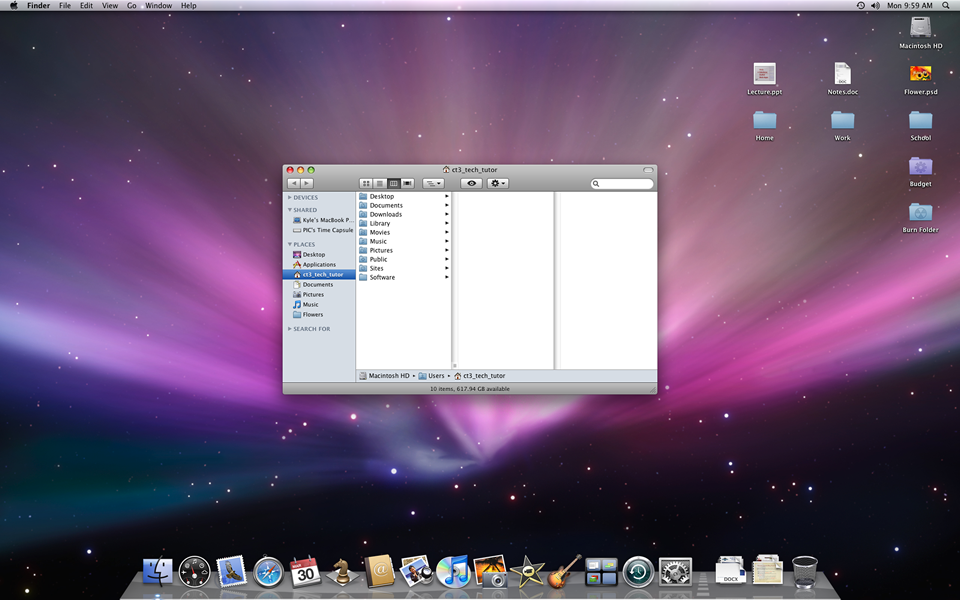 Finder File Edit View Go Window Help Mon 9:59 AM
Macintosh HD
Lecture.ppt Notes.doc Flower.psd
Home Work School
Budget
Burn Folder
ct3_tech_tutor
DEVICES
SHARED
Kyle's MacBook P...
PIC's Time Capsule
PLACES
Desktop
Applications
ct3_tech_tutor
Documents
Pictures
Music
Flowers
SEARCH FOR
Desktop
Documents
Downloads
Library
Movies
Music
Pictures
Public
Sites
Software
Macintosh HD Users ct3_tech_tutor
10 items, 617.94 GB available
30
DOCX